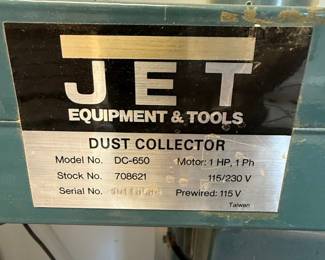 JET
EQUIPMENT & TOOLS
DUST COLLECTOR
Model No. DC-650 Motor: 1 HP, 1 Ph
Stock No. 708621 115/230 V
Serial No. Prewired: 115 V
Taiwan